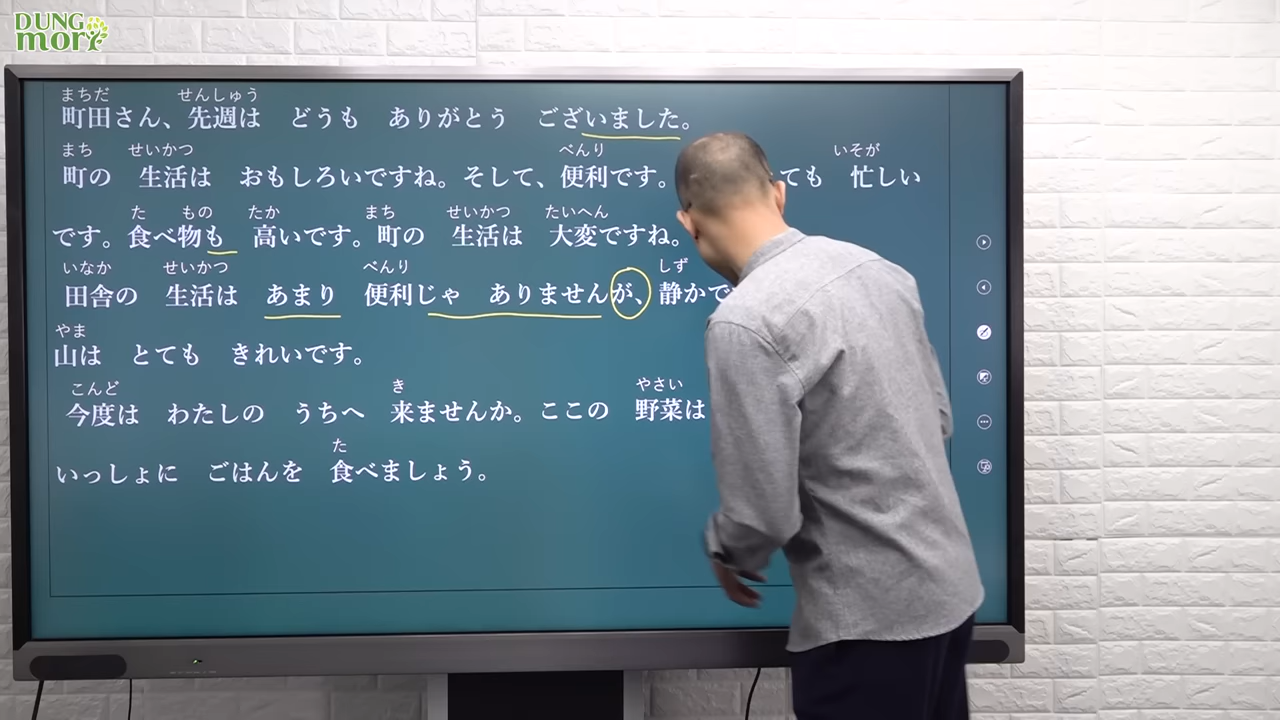 DUNG
mori
まちだ せんしゅう
町田さん、先週は どうも ありがとう ございました。
まち せいかつ べんり いそが
町の 生活は おもしろいですね。そして、便利です。 ても 忙しい
た もの たか まち せいかつ たいへん
です。食べ物も 高いです。町の 生活は 大変ですね。
いなか せいかつ べんり しず
田舎の 生活は あまり 便利じゃ ありませんが、静かで
やま
山は とても きれいです。
こんど き やさい
今度は わたしの うちへ 来ませんか。ここの 野菜は
た
いっしょに ごはんを 食べましょう。